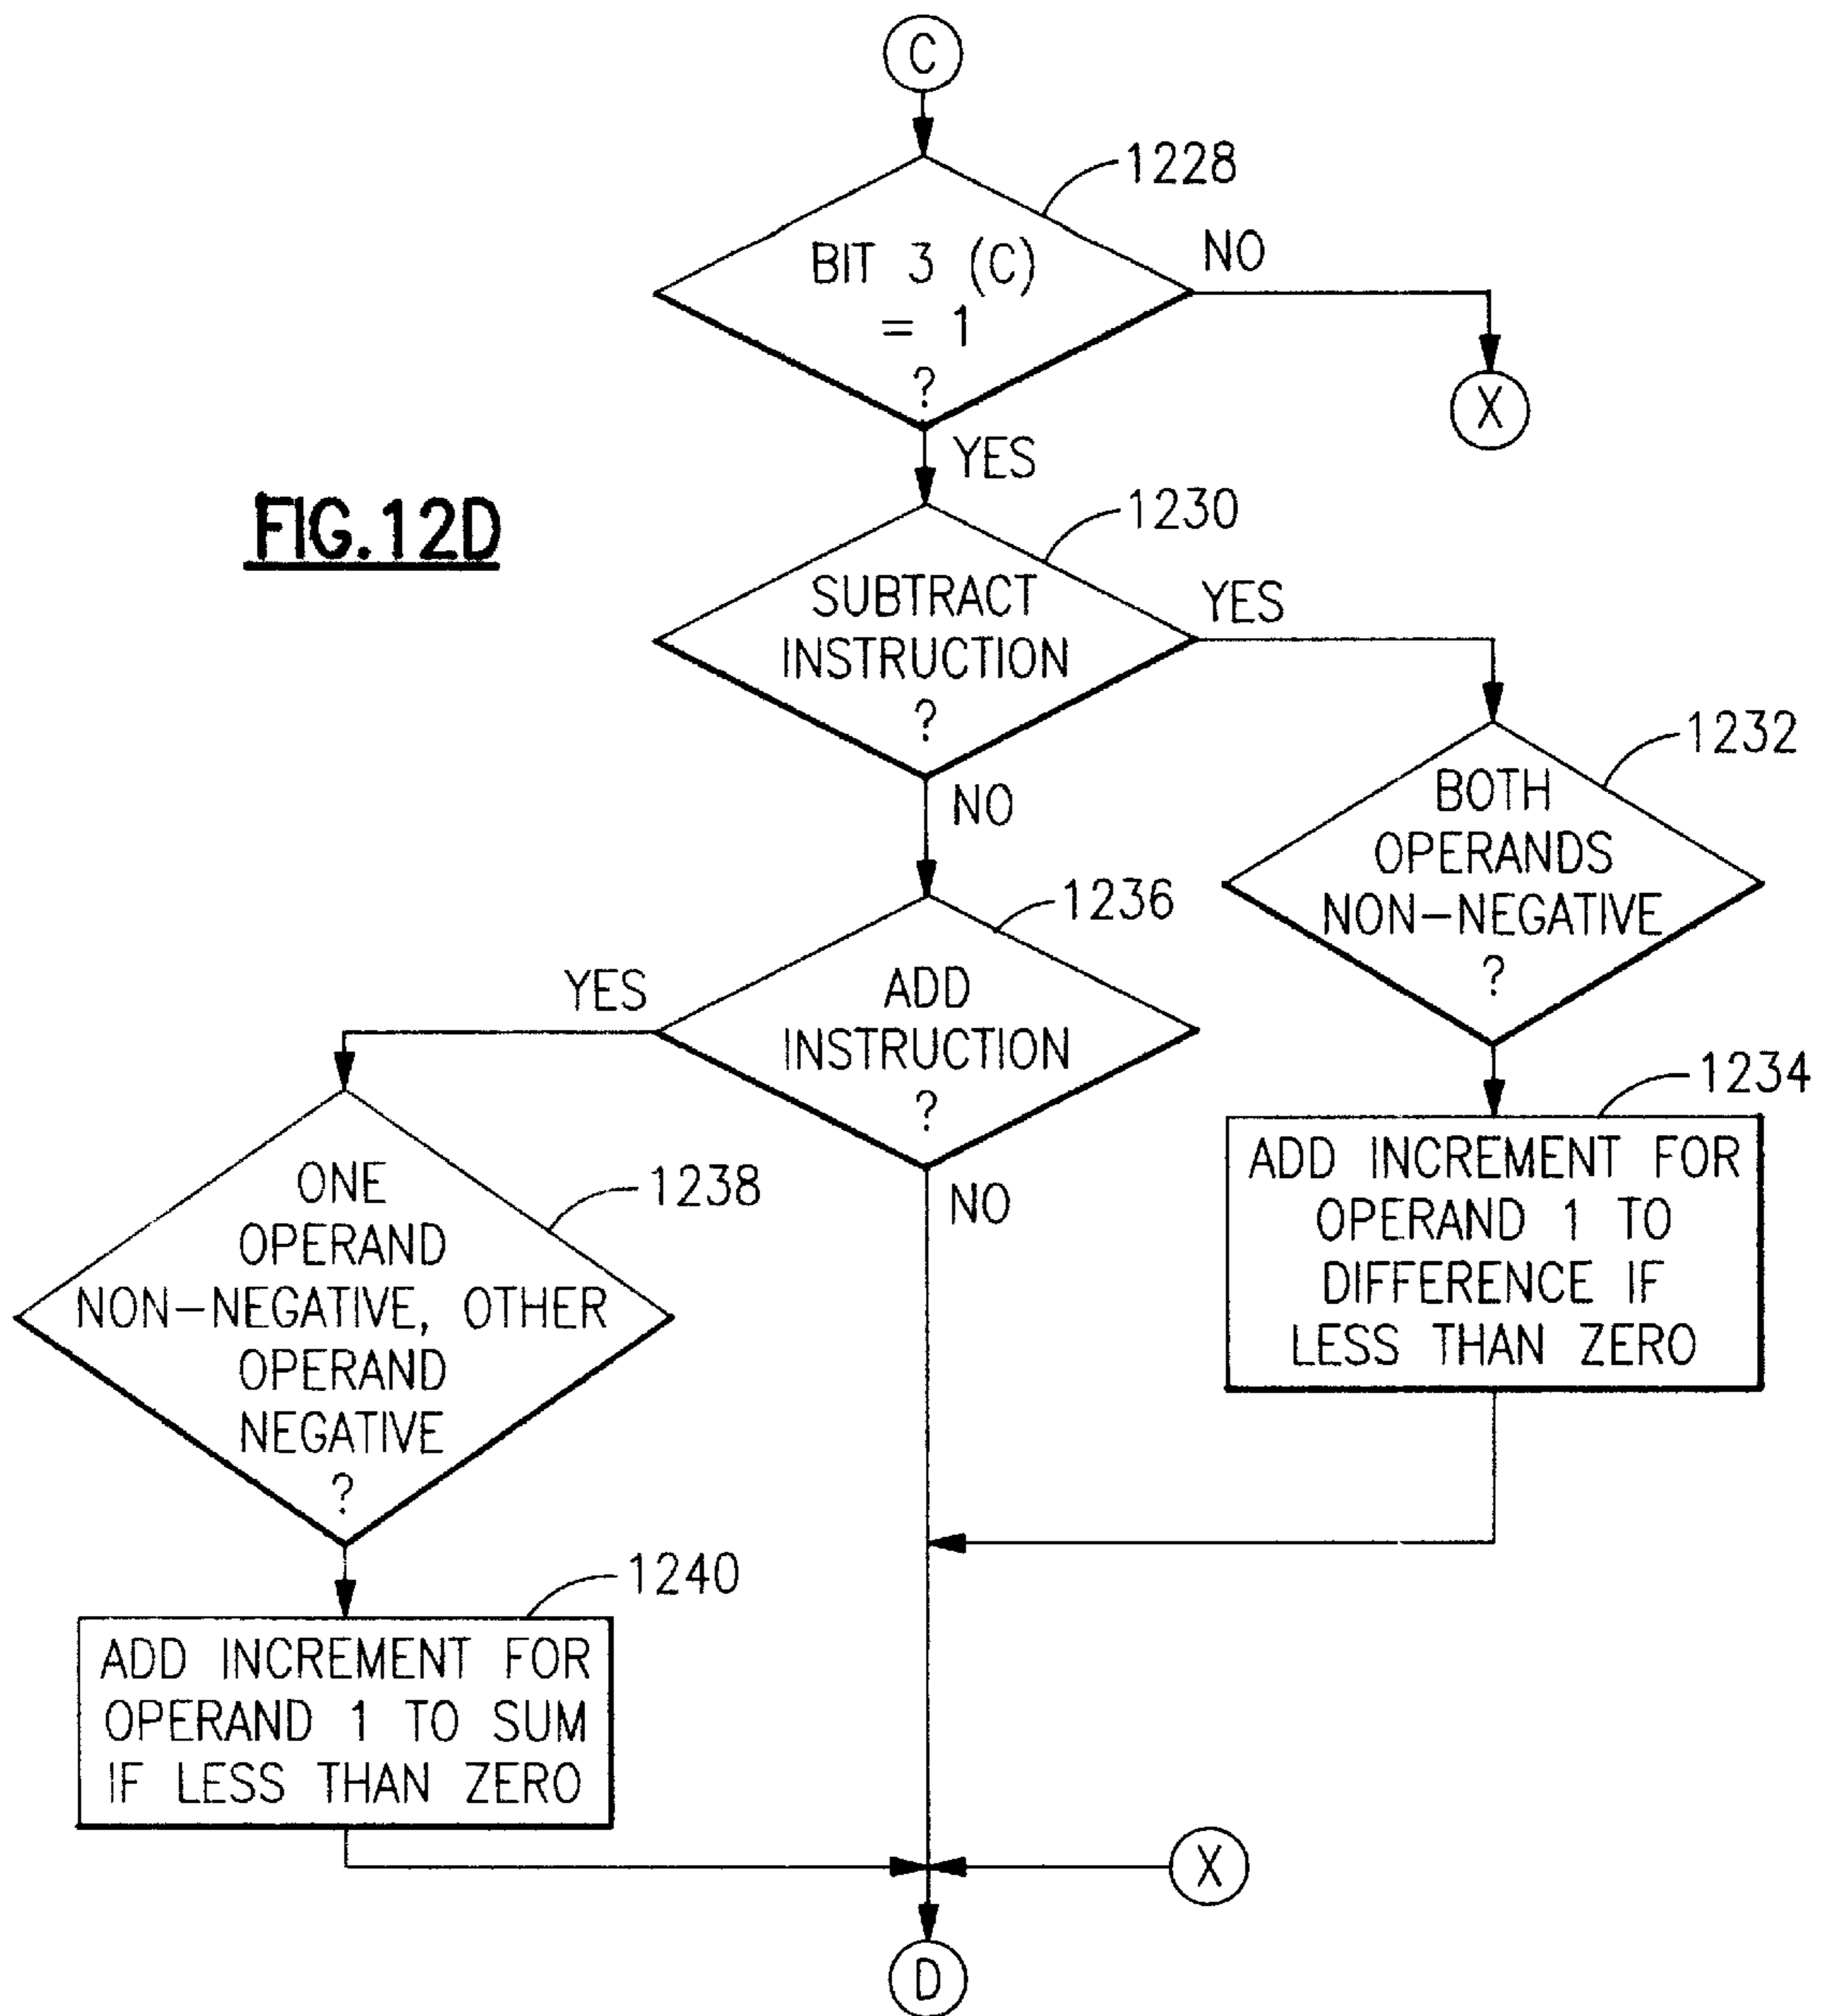 C
1228
BIT 3 (C)
= 1
?
NO
X
YES
FIG.12D
1230
SUBTRACT
INSTRUCTION
?
YES
NO
1232
BOTH
OPERANDS
NON-NEGATIVE
?
1236
ADD
INSTRUCTION
?
YES
NO
1234
ADD INCREMENT FOR
OPERAND 1 TO
DIFFERENCE IF
LESS THAN ZERO
1238
ONE
OPERAND
NON-NEGATIVE, OTHER
OPERAND
NEGATIVE
?
1240
ADD INCREMENT FOR
OPERAND 1 TO SUM
IF LESS THAN ZERO
X
D